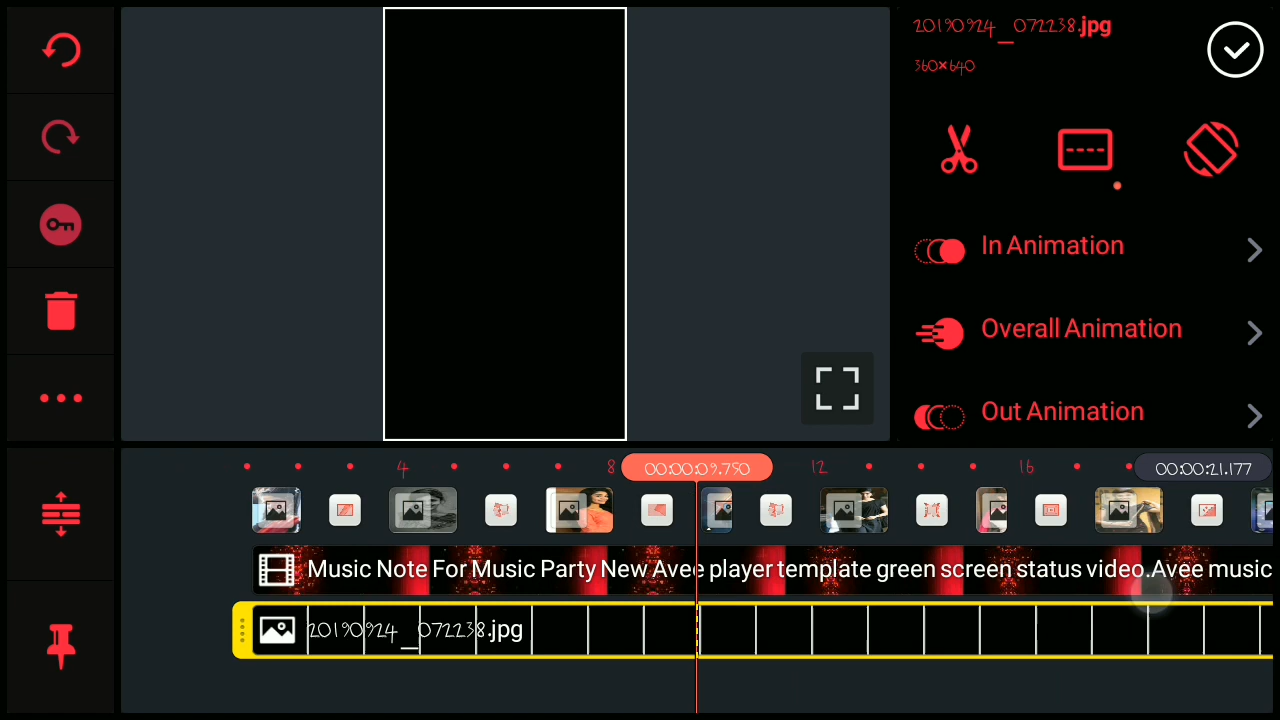 20190924_072238.jpg
360×640
In Animation
Overall Animation
Out Animation
4 8 00:00:09.750 12 16 00:00:21.177
Music Note For Music Party New Avee player template green screen status video.Avee music
20190924_072238.jpg